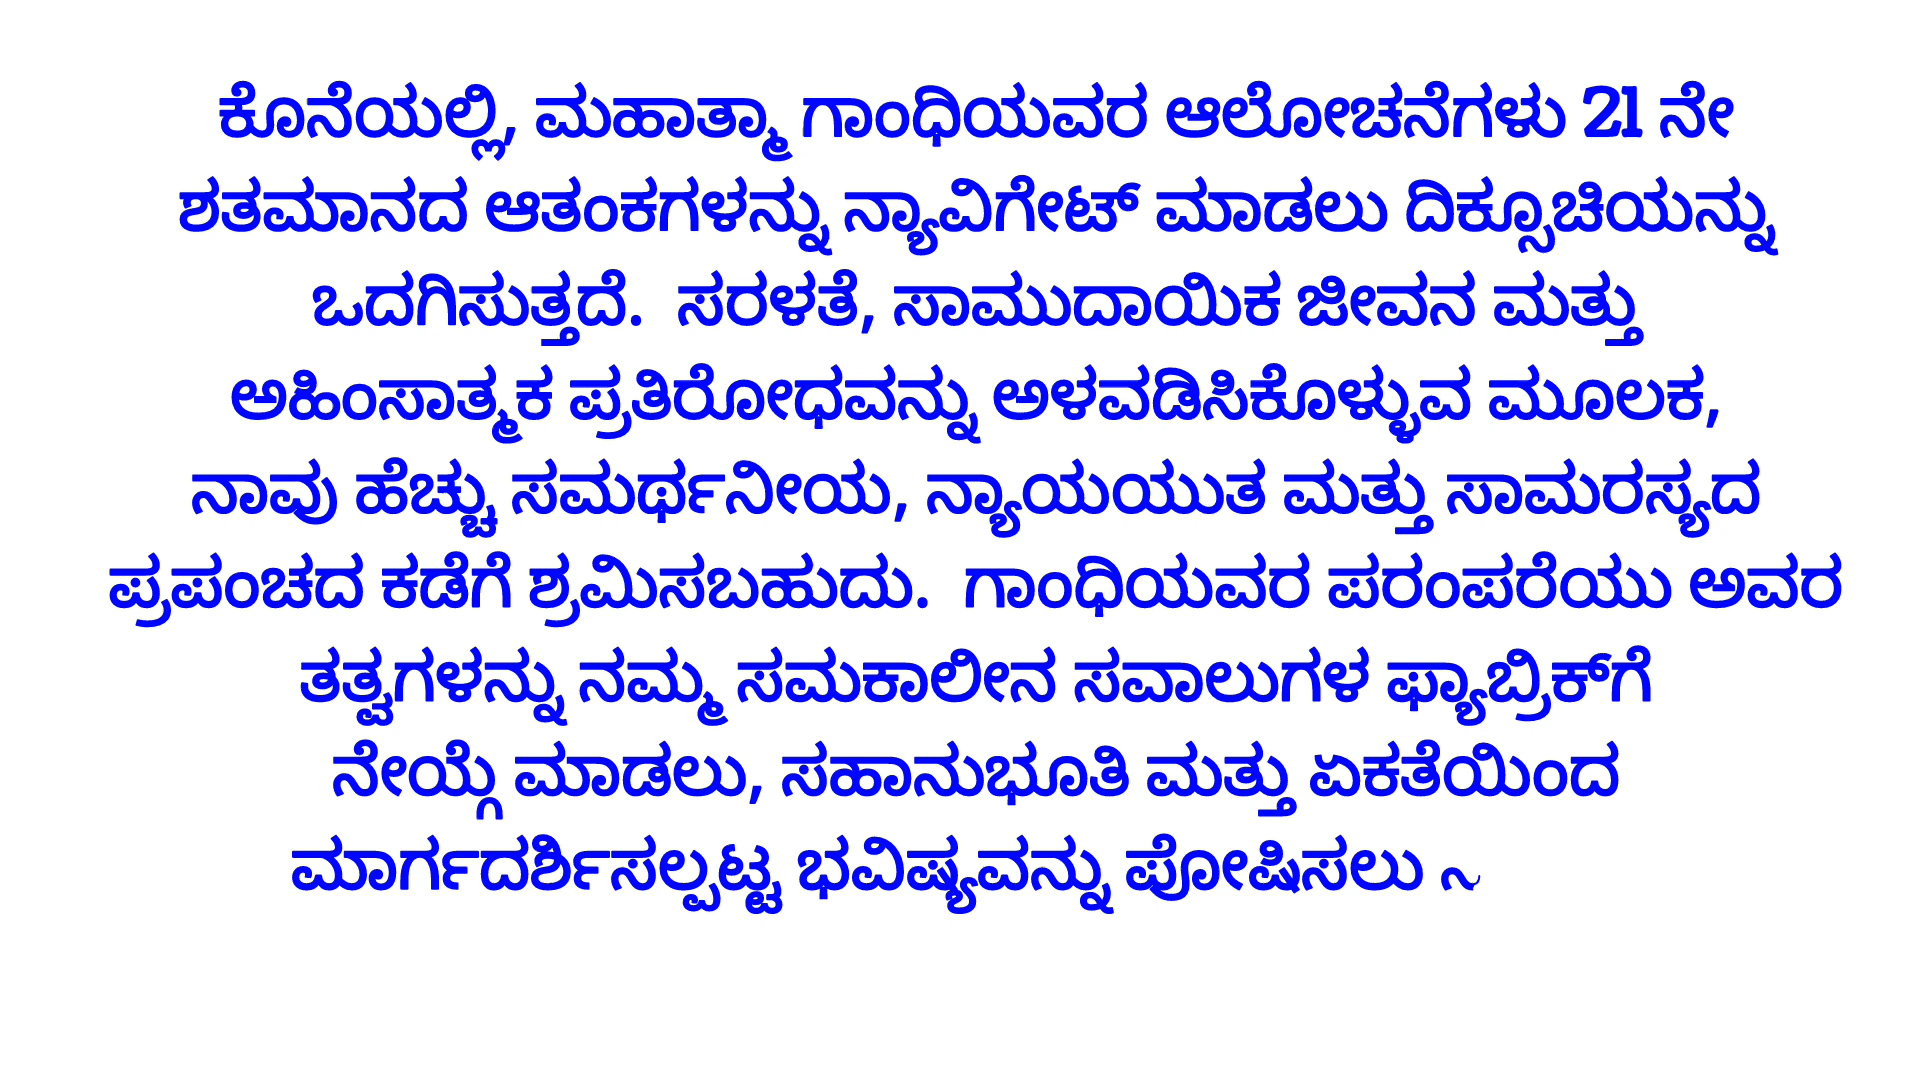 ಕೊನೆಯಲ್ಲಿ, ಮಹಾತ್ಮಾ ಗಾಂಧಿಯವರ ಆಲೋಚನೆಗಳು 21 ನೇ
ಶತಮಾನದ ಆತಂಕಗಳನ್ನು ನ್ಯಾವಿಗೇಟ್ ಮಾಡಲು ದಿಕ್ಸೂಚಿಯನ್ನು
ಒದಗಿಸುತ್ತದೆ. ಸರಳತೆ, ಸಾಮುದಾಯಿಕ ಜೀವನ ಮತ್ತು
ಅಹಿಂಸಾತ್ಮಕ ಪ್ರತಿರೋಧವನ್ನು ಅಳವಡಿಸಿಕೊಳ್ಳುವ ಮೂಲಕ,
ನಾವು ಹೆಚ್ಚು ಸಮರ್ಥನೀಯ, ನ್ಯಾಯಯುತ ಮತ್ತು ಸಾಮರಸ್ಯದ
ಪ್ರಪಂಚದ ಕಡೆಗೆ ಶ್ರಮಿಸಬಹುದು. ಗಾಂಧಿಯವರ ಪರಂಪರೆಯು ಅವರ
ತತ್ವಗಳನ್ನು ನಮ್ಮ ಸಮಕಾಲೀನ ಸವಾಲುಗಳ ಫ್ಯಾಬ್ರಿಕ್‌ಗೆ
ನೇಯ್ಗೆ ಮಾಡಲು, ಸಹಾನುಭೂತಿ ಮತ್ತು ಏಕತೆಯಿಂದ
ಮಾರ್ಗದರ್ಶಿಸಲ್ಪಟ್ಟ ಭವಿಷ್ಯವನ್ನು ಪೋಷಿಸಲು